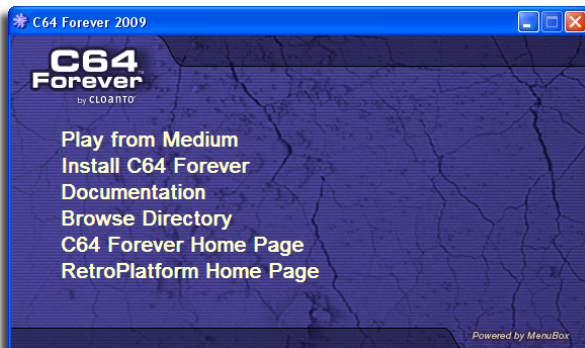 C64 Forever 2009
C64
Forever™
by CLOANTO
Play from Medium
Install C64 Forever
Documentation
Browse Directory
C64 Forever Home Page
RetroPlatform Home Page
Powered by MenuBox